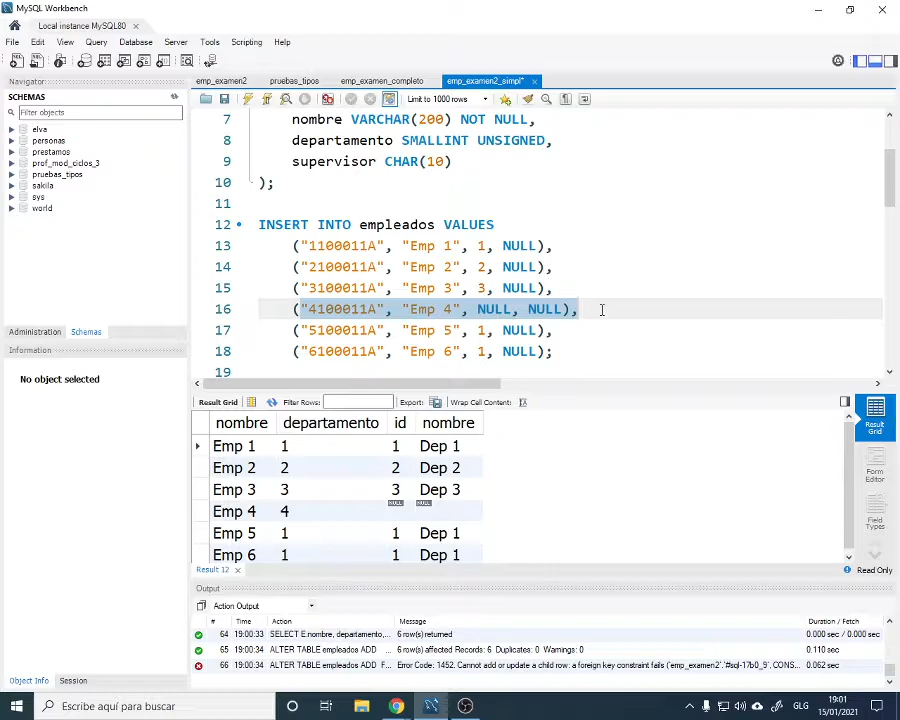 MySQL Workbench
Local instance MySQL80
File Edit View Query Database Server Tools Scripting Help
Navigator
SCHEMAS
Filter objects
elva
personas
prestamos
prof_mod_ciclos_3
pruebas_tipos
sakila
sys
world
Administration Schemas
Information
No object selected
Object Info Session
emp_examen2 pruebas_tipos emp_examen_completo emp_examen2_simpl*
Limit to 1000 rows
7 nombre VARCHAR(200) NOT NULL,
8 departamento SMALLINT UNSIGNED,
9 supervisor CHAR(10)
10 );
11
12 INSERT INTO empleados VALUES
13 ("1100011A", "Emp 1", 1, NULL),
14 ("2100011A", "Emp 2", 2, NULL),
15 ("3100011A", "Emp 3", 3, NULL),
16 ("4100011A", "Emp 4", NULL, NULL),
17 ("5100011A", "Emp 5", 1, NULL),
18 ("6100011A", "Emp 6", 1, NULL);
19
Result Grid Filter Rows: Export: Wrap Cell Content:
nombre departamento id nombre
Emp 1 1 1 Dep 1
Emp 2 2 2 Dep 2
Emp 3 3 3 Dep 3
Emp 4 4 NULL NULL
Emp 5 1 1 Dep 1
Emp 6 1 1 Dep 1
Result Grid
Form Editor
Field Types
Result 12
Read Only
Output
Action Output
# Time Action Message Duration / Fetch
64 19:00:33 SELECT E.nombre, departamento,... 6 row(s) returned 0.000 sec / 0.000 sec
65 19:00:34 ALTER TABLE empleados ADD ... 6 row(s) affected Records: 6 Duplicates: 0 Warnings: 0 0.110 sec
66 19:00:34 ALTER TABLE empleados ADD F... Error Code: 1452. Cannot add or update a child row: a foreign key constraint fails (`emp_examen2`.`#sql-17b0_9`, CONS... 0.062 sec
Escribe aquí para buscar
GLG
19:01
15/01/2021